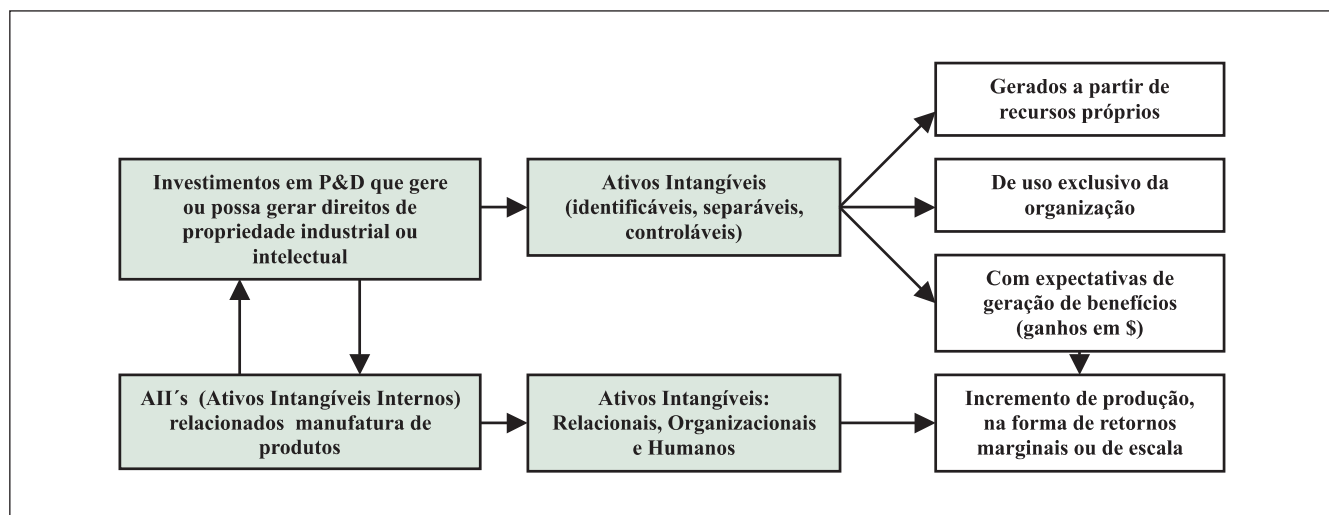 Gerados a partir de
recursos próprios
Investimentos em P&D que gere
ou possa gerar direitos de
propriedade industrial ou
intelectual
Ativos Intangíveis
(identificáveis, separáveis,
controláveis)
De uso exclusivo da
organização
Com expectativas de
geração de benefícios
(ganhos em $)
AII´s (Ativos Intangíveis Internos)
relacionados manufatura de
produtos
Ativos Intangíveis:
Relacionais, Organizacionais
e Humanos
Incremento de produção,
na forma de retornos
marginais ou de escala